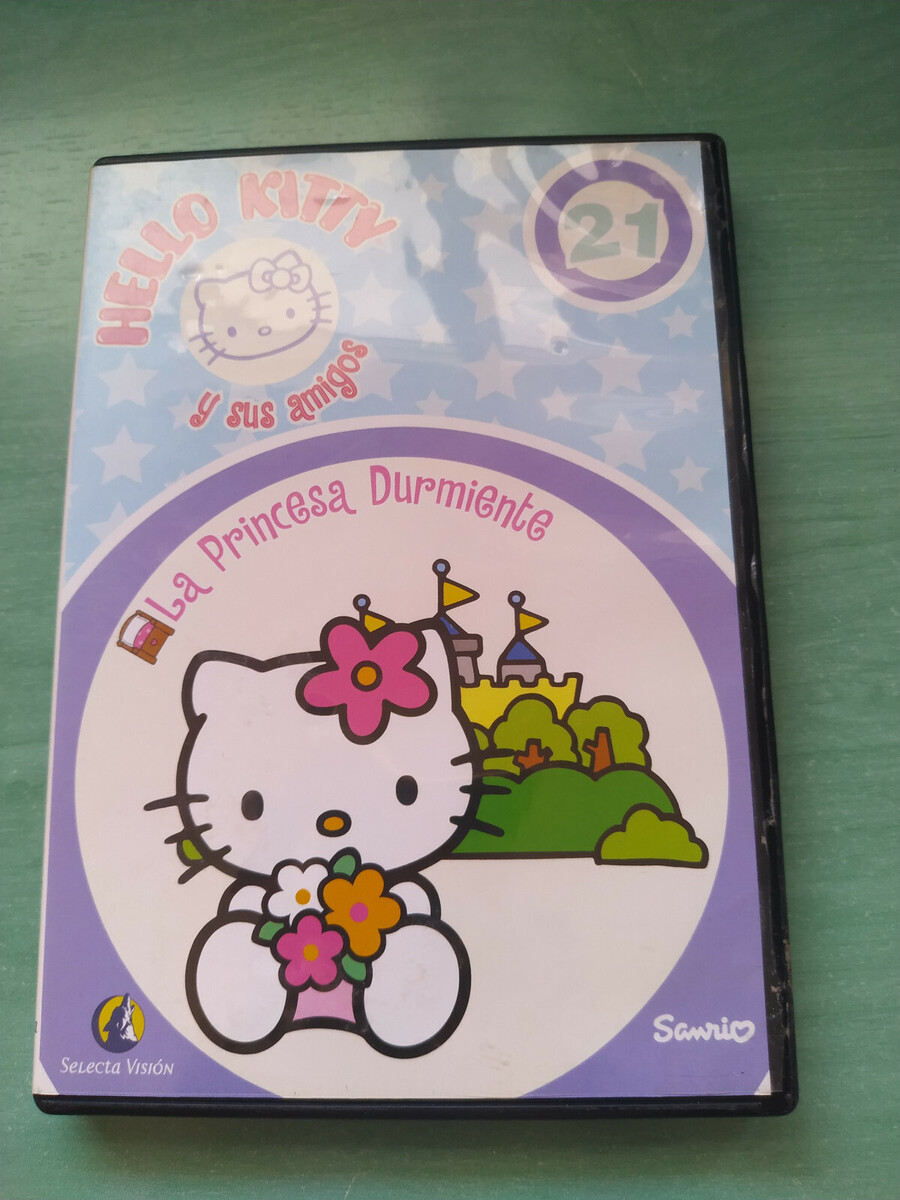 HELLO KITTY
21
y sus amigos
La Princesa Durmiente
Selecta Visión
Sanrio